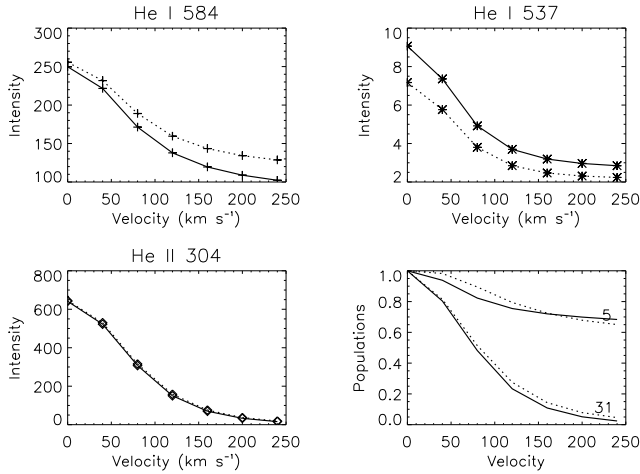 He I 584
300
250
200
150
100
Intensity
0 50 100 150 200 250
Velocity (km s⁻¹)
He I 537
10
8
6
4
2
Intensity
0 50 100 150 200 250
Velocity (km s⁻¹)
He II 304
800
600
400
200
0
Intensity
0 50 100 150 200 250
Velocity (km s⁻¹)
1.0
0.8
0.6
0.4
0.2
0.0
Populations
5
31
0 50 100 150 200 250
Velocity